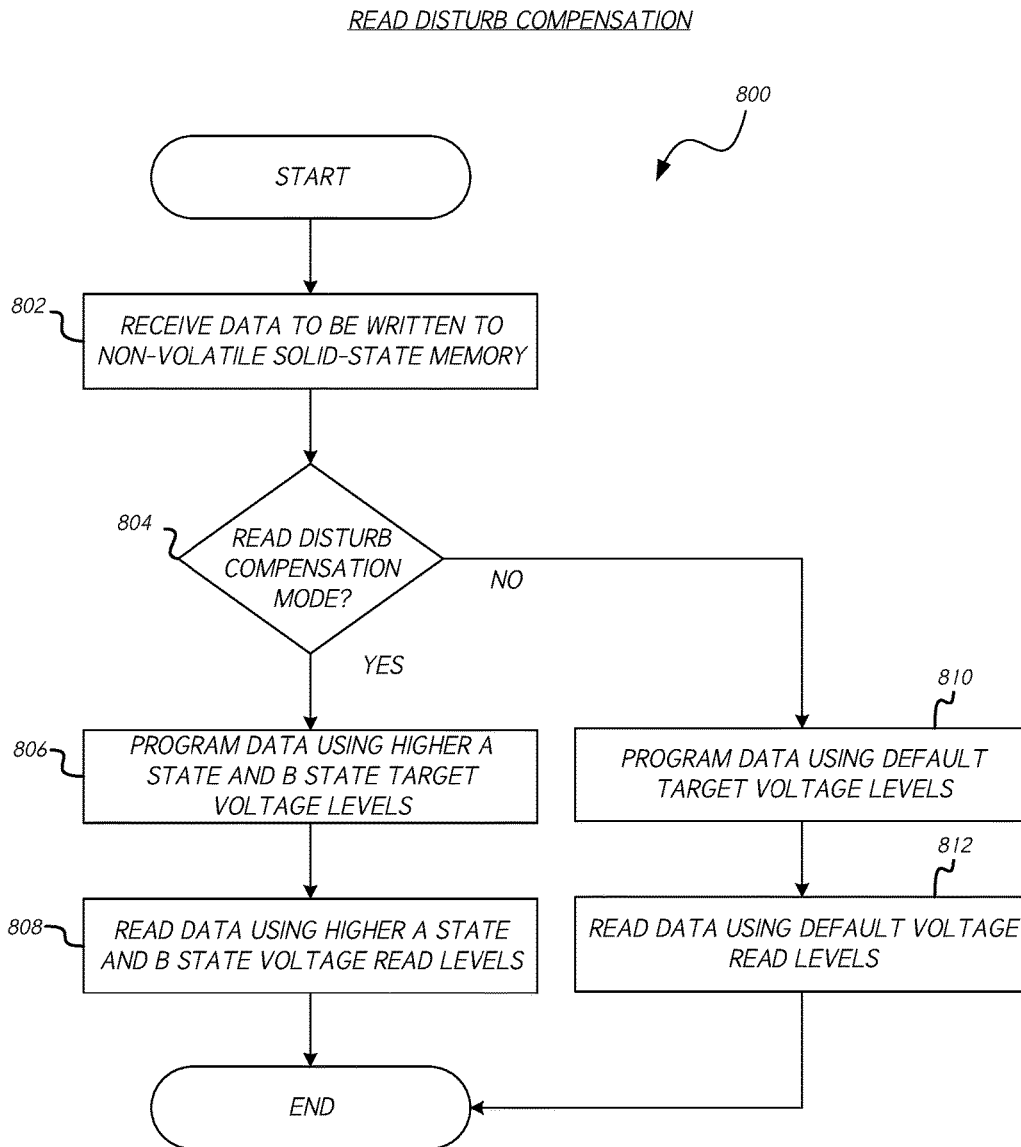 READ DISTURB COMPENSATION
800
START
802
RECEIVE DATA TO BE WRITTEN TO
NON-VOLATILE SOLID-STATE MEMORY
804
READ DISTURB
COMPENSATION
MODE?
NO
YES
806
PROGRAM DATA USING HIGHER A
STATE AND B STATE TARGET
VOLTAGE LEVELS
810
PROGRAM DATA USING DEFAULT
TARGET VOLTAGE LEVELS
808
READ DATA USING HIGHER A STATE
AND B STATE VOLTAGE READ LEVELS
812
READ DATA USING DEFAULT VOLTAGE
READ LEVELS
END